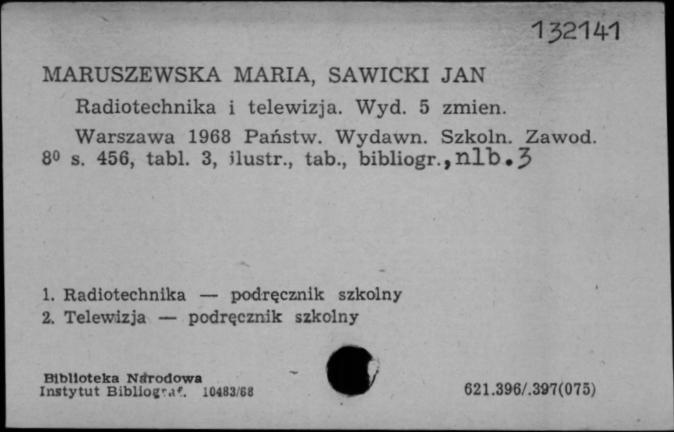 132141
MARUSZEWSKA MARIA, SAWICKI JAN
Radiotechnika i telewizja. Wyd. 5 zmien.
Warszawa 1968 Państw. Wydawn. Szkoln. Zawod.
8⁰ s. 456, tabl. 3, ilustr., tab., bibliogr., nlb. 3
1. Radiotechnika — podręcznik szkolny
2. Telewizja — podręcznik szkolny
Biblioteka Narodowa
Instytut Bibliograf. 10483/68
621.396/.397(075)